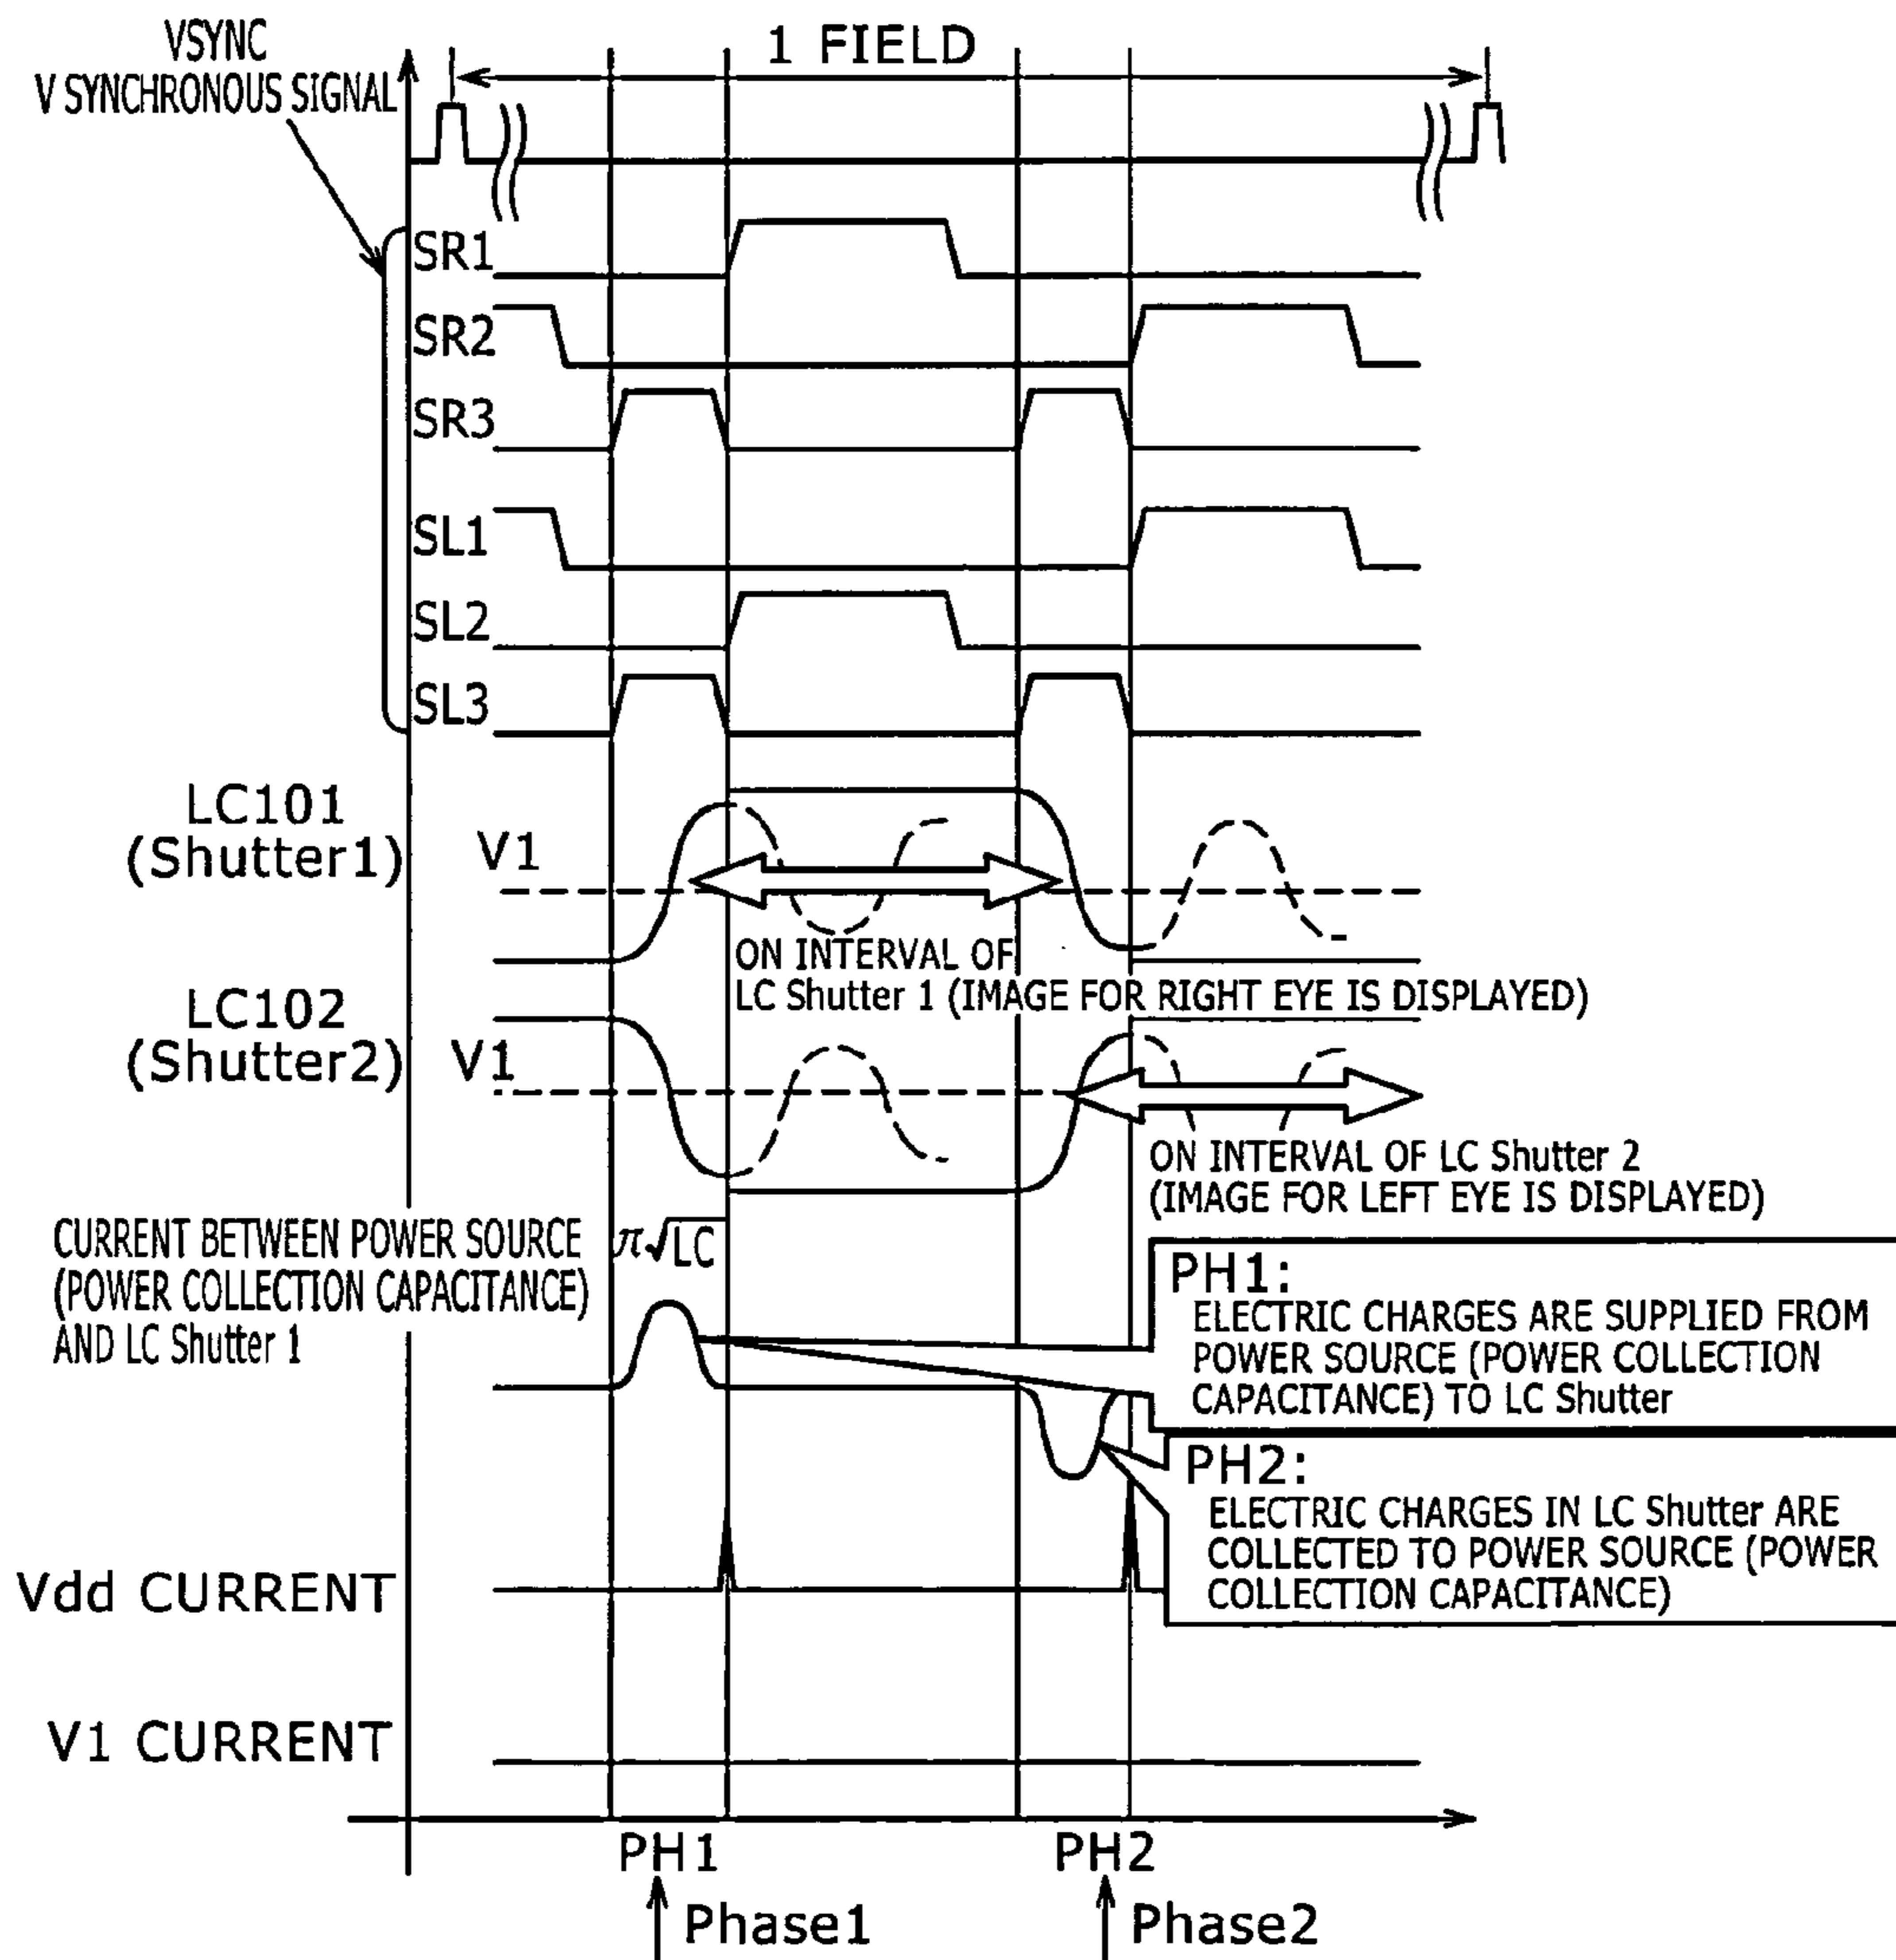 VSYNC
V SYNCHRONOUS SIGNAL
1 FIELD
SR1
SR2
SR3
SL1
SL2
SL3
LC101
(Shutter1)
V1
ON INTERVAL OF
LC Shutter 1 (IMAGE FOR RIGHT EYE IS DISPLAYED)
LC102
(Shutter2)
V1
ON INTERVAL OF LC Shutter 2
(IMAGE FOR LEFT EYE IS DISPLAYED)
CURRENT BETWEEN POWER SOURCE
(POWER COLLECTION CAPACITANCE)
AND LC Shutter 1
π√LC
PH1:
ELECTRIC CHARGES ARE SUPPLIED FROM
POWER SOURCE (POWER COLLECTION
CAPACITANCE) TO LC Shutter
PH2:
ELECTRIC CHARGES IN LC Shutter ARE
COLLECTED TO POWER SOURCE (POWER
COLLECTION CAPACITANCE)
Vdd CURRENT
V1 CURRENT
PH1
PH2
Phase1
Phase2